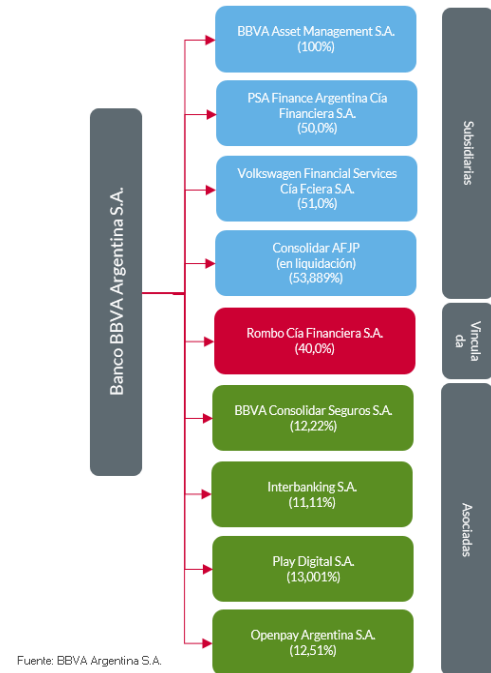 Banco BBVA Argentina S.A.
BBVA Asset Management S.A.
(100%)
PSA Finance Argentina Cía
Financiera S.A.
(50,0%)
Volkswagen Financial Services
Cía Fciera S.A.
(51,0%)
Consolidar AFJP
(en liquidación)
(53,889%)
Subsidiarias
Rombo Cía Financiera S.A.
(40,0%)
Vincula
da
BBVA Consolidar Seguros S.A.
(12,22%)
Interbanking S.A.
(11,11%)
Play Digital S.A.
(13,001%)
Openpay Argentina S.A.
(12,51%)
Asociadas
Fuente: BBVA Argentina S.A.